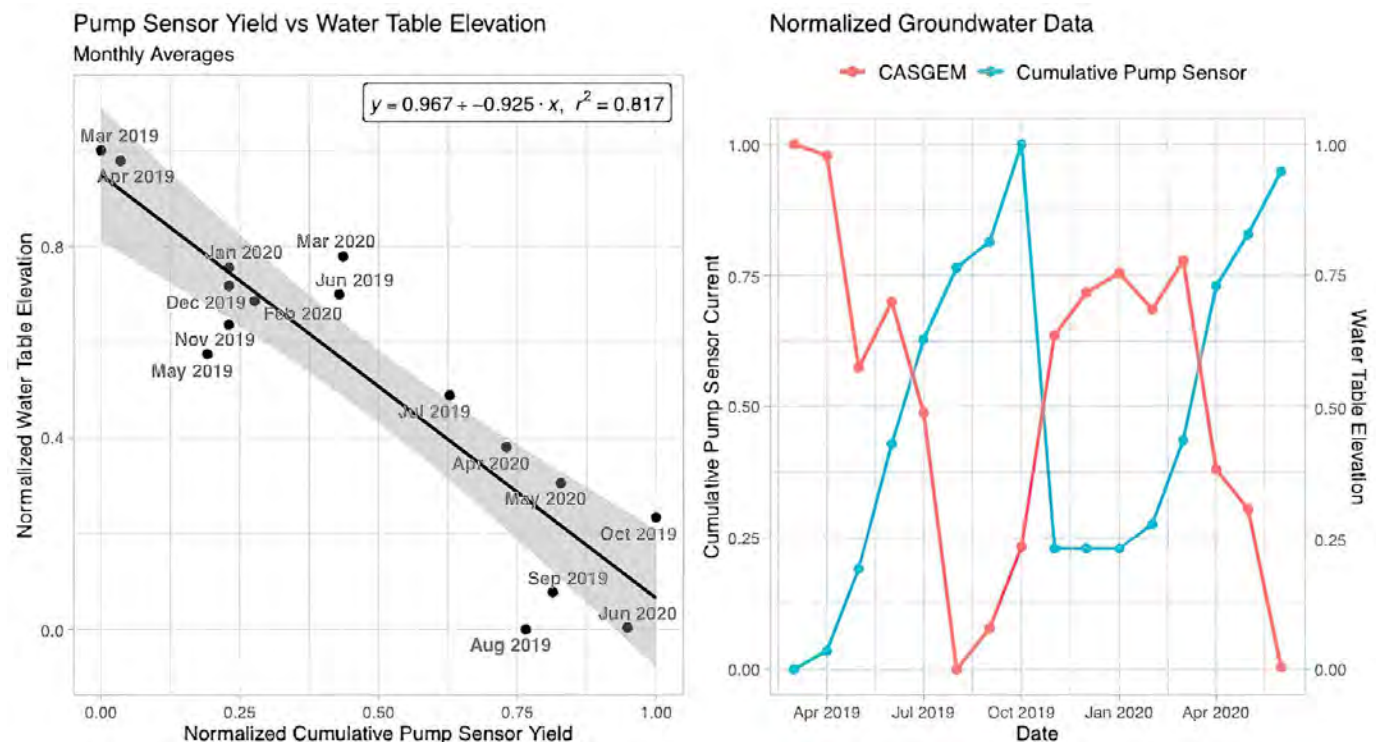 Pump Sensor Yield vs Water Table Elevation
Monthly Averages
y = 0.967 + −0.925 · x, r² = 0.817
Mar 2019
Apr 2019
Jan 2020
Mar 2020
Jun 2019
Dec 2019
Feb 2020
Nov 2019
May 2019
Jul 2019
Apr 2020
May 2020
Oct 2019
Sep 2019
Jun 2020
Aug 2019
Normalized Water Table Elevation
0.8
0.4
0.0
0.00 0.25 0.50 0.75 1.00
Normalized Cumulative Pump Sensor Yield
Normalized Groundwater Data
CASGEM Cumulative Pump Sensor
Cumulative Pump Sensor Current
1.00
0.75
0.50
0.25
0.00
1.00
0.75
0.50
0.25
0.00
Water Table Elevation
Apr 2019 Jul 2019 Oct 2019 Jan 2020 Apr 2020
Date